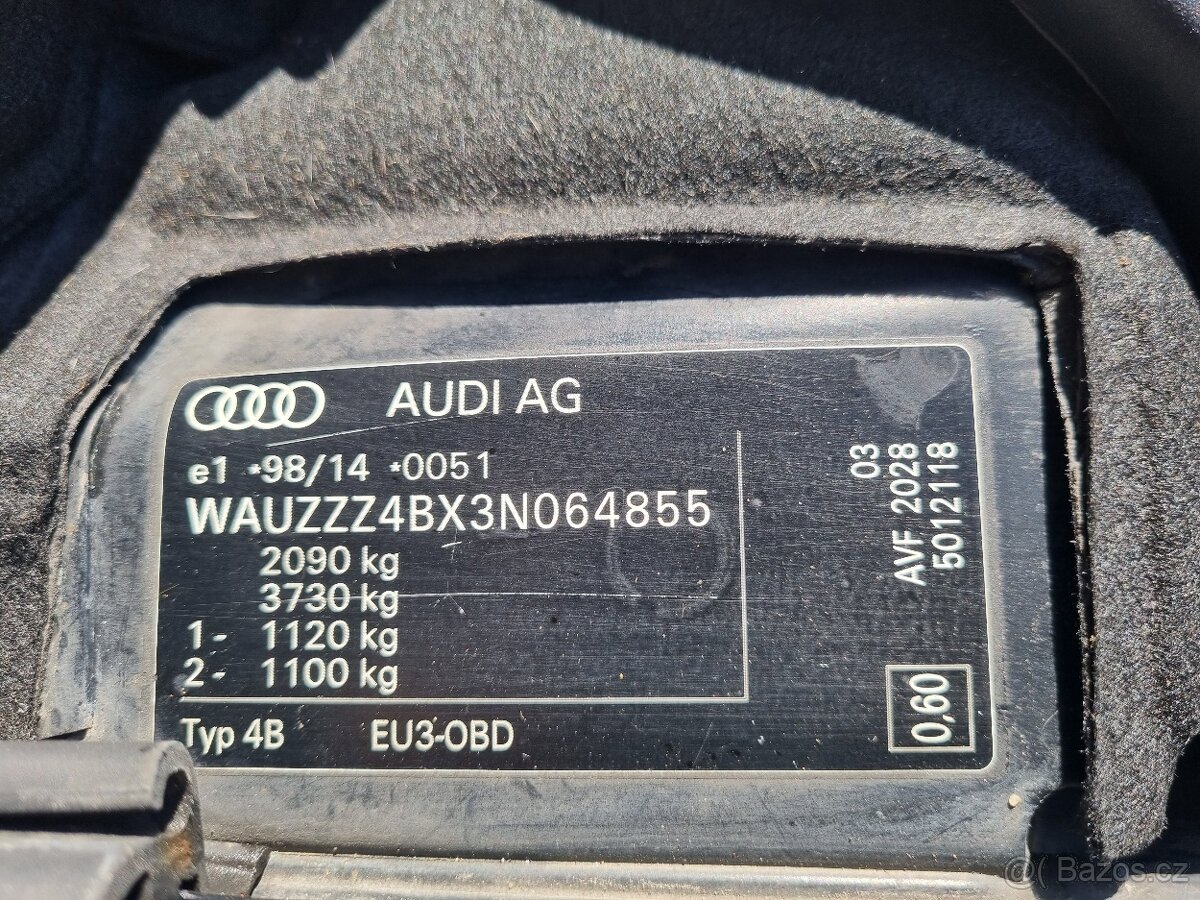 AUDI AG
e1 *98/14 *0051
WAUZZZ4BX3N064855
2090 kg
3730 kg
1- 1120 kg
2- 1100 kg
Typ 4B EU3-OBD
03
AVF 2028
5012118
0,60
@( Bazos.cz